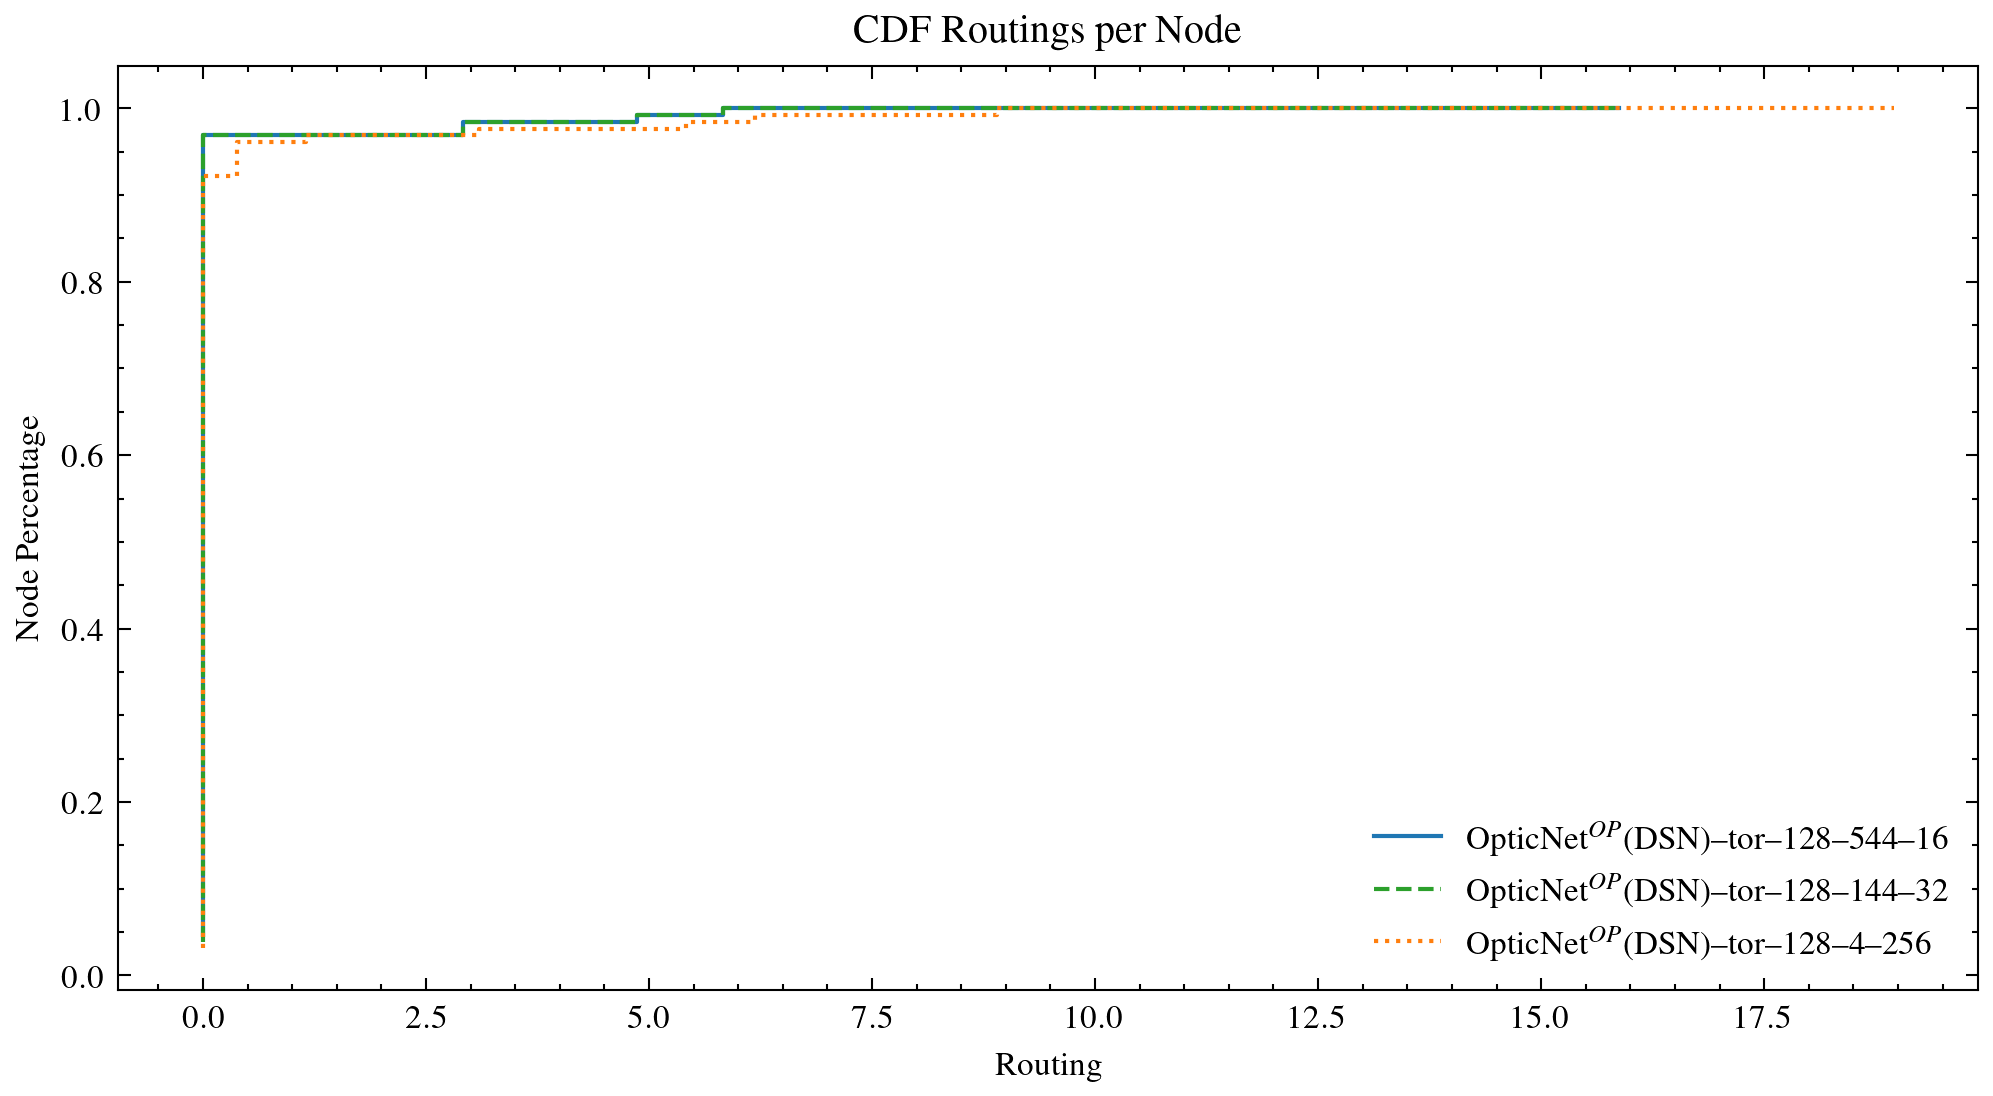 CDF Routings per Node
1.0
0.8
0.6
0.4
0.2
0.0
Node Percentage
OpticNet^OP(DSN)–tor–128–544–16
OpticNet^OP(DSN)–tor–128–144–32
OpticNet^OP(DSN)–tor–128–4–256
0.0 2.5 5.0 7.5 10.0 12.5 15.0 17.5
Routing